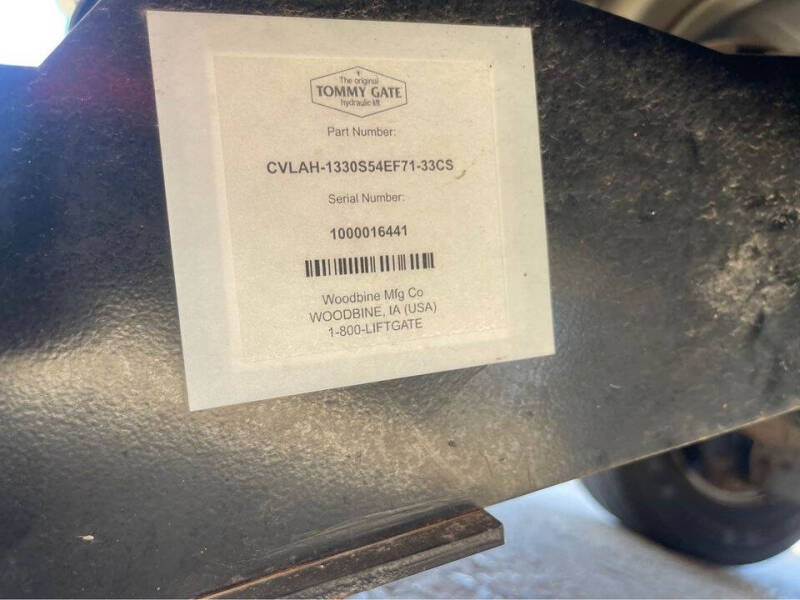 The original
TOMMY GATE
hydraulic lift
Part Number:
CVLAH-1330S54EF71-33CS
Serial Number:
1000016441
Woodbine Mfg Co
WOODBINE, IA (USA)
1-800-LIFTGATE